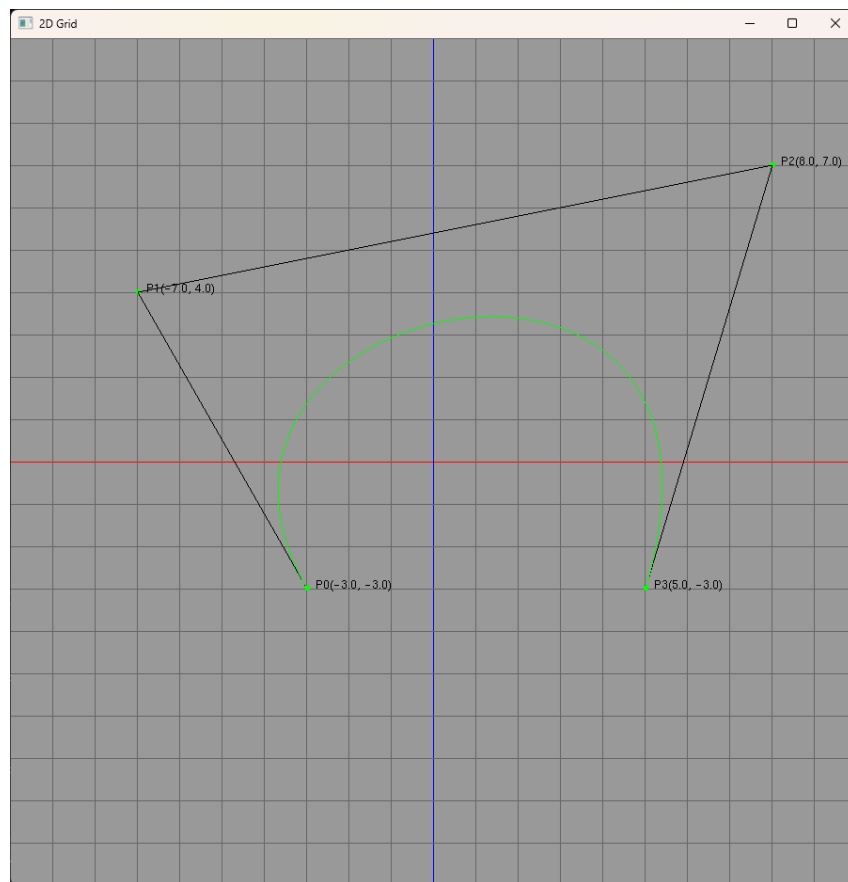 2D Grid
P2(8.0, 7.0)
P1(−7.0, 4.0)
P0(−3.0, −3.0)
P3(5.0, −3.0)